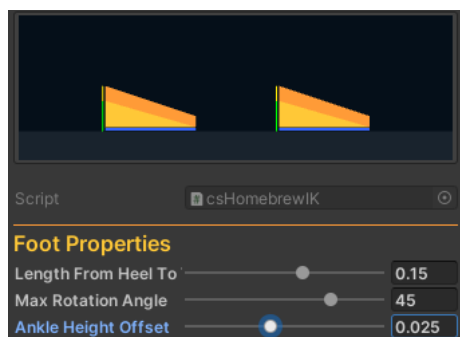 Script csHomebrewIK
Foot Properties
Length From Heel To 0.15
Max Rotation Angle 45
Ankle Height Offset 0.025